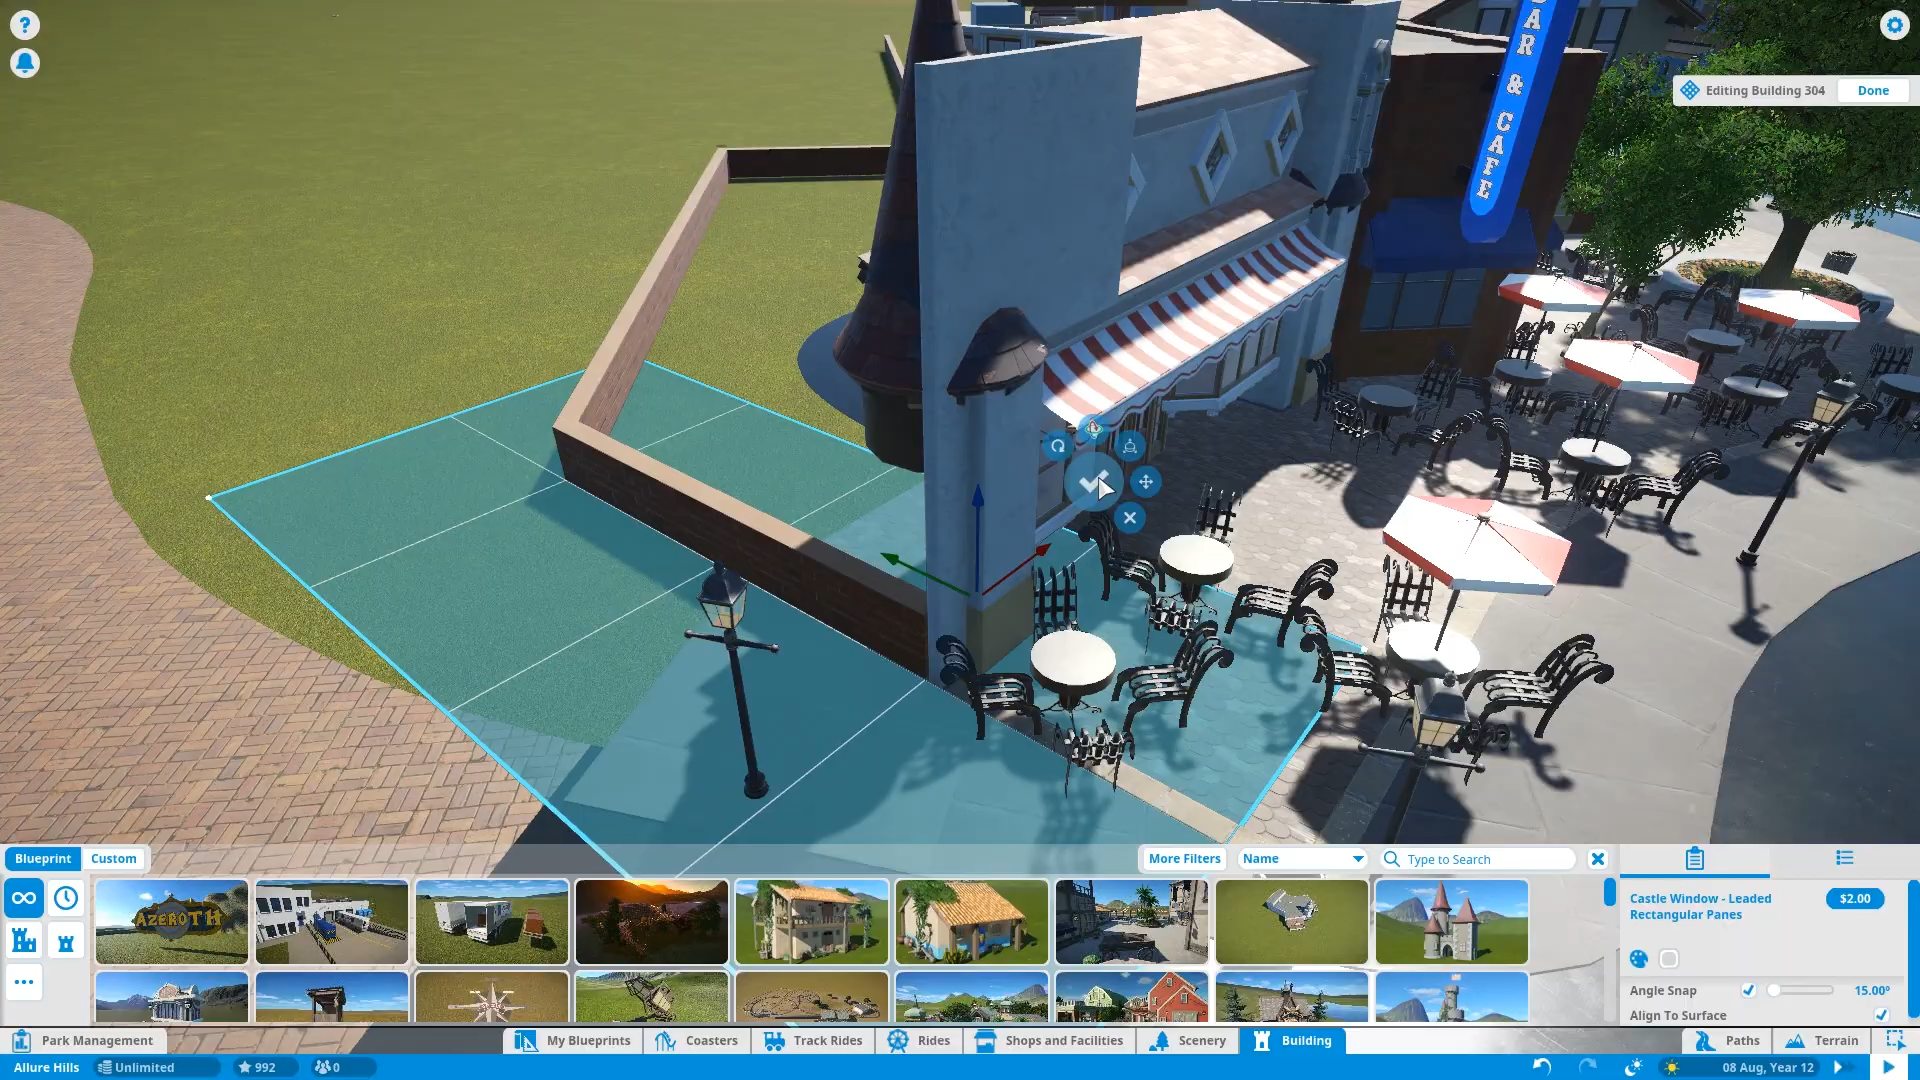 ?
Editing Building 304 Done
BAR & CAFE
Blueprint Custom
More Filters Name Type to Search
Castle Window - Leaded Rectangular Panes $2.00
AZEROTH
Angle Snap 15.00°
Align To Surface
Park Management My Blueprints Coasters Track Rides Rides Shops and Facilities Scenery Building Paths Terrain
Allure Hills Unlimited 992 0 08 Aug, Year 12